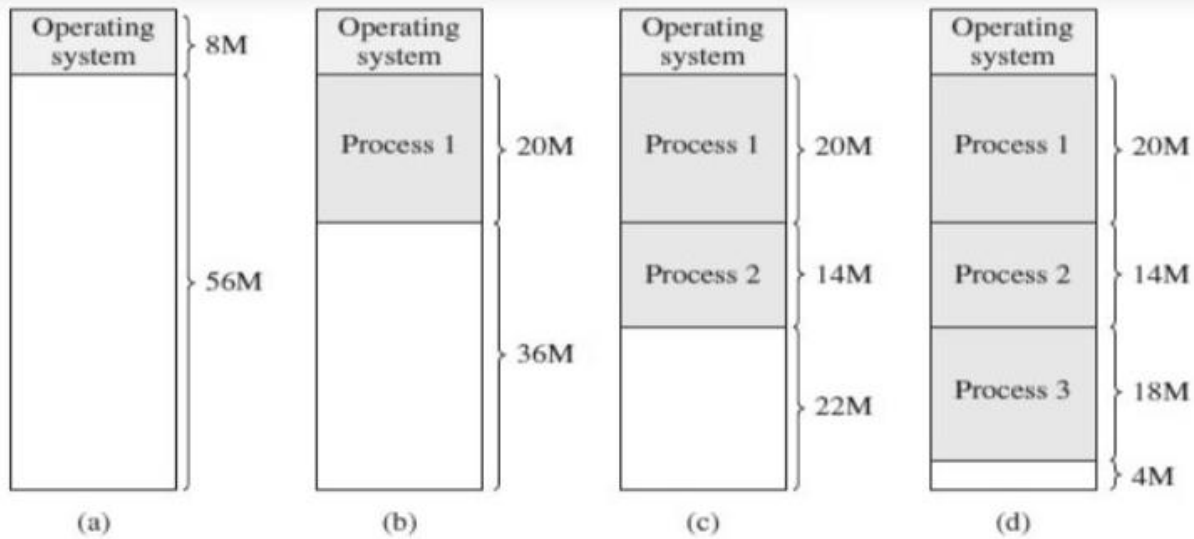 Operating
system
8M
56M
(a)
Operating
system
Process 1
20M
36M
(b)
Operating
system
Process 1
20M
Process 2
14M
22M
(c)
Operating
system
Process 1
20M
Process 2
14M
Process 3
18M
4M
(d)